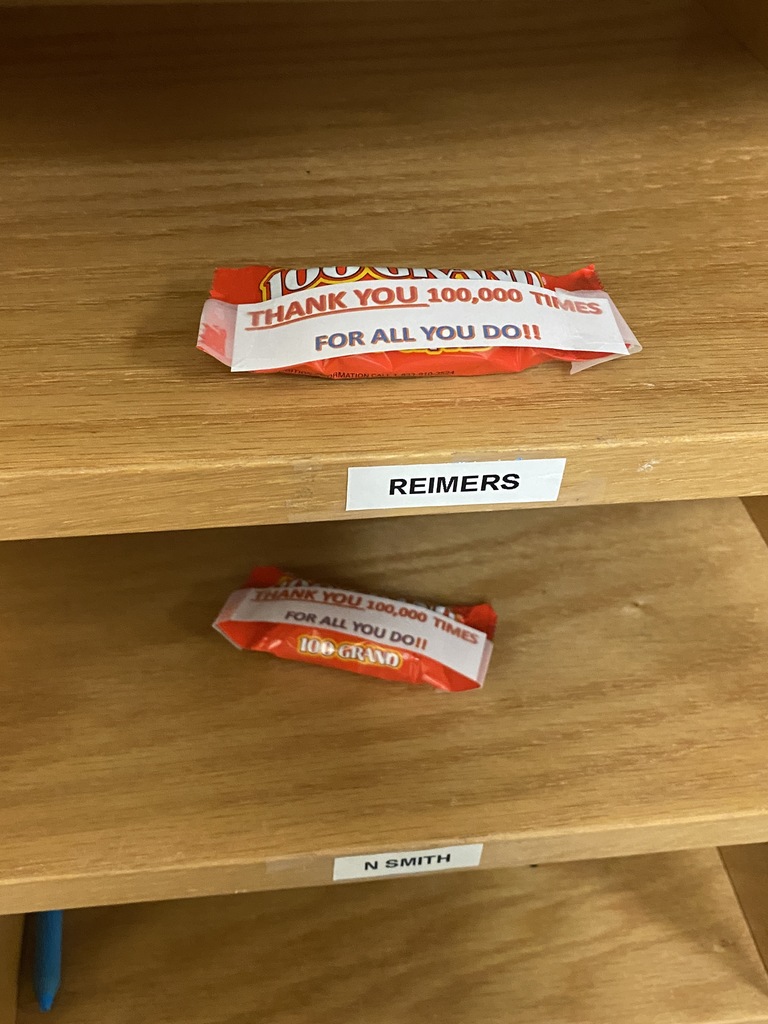 100 GRAND
THANK YOU 100,000 TIMES
FOR ALL YOU DO!!
REIMERS
THANK YOU 100,000 TIMES
FOR ALL YOU DO!!
100 GRAND
N SMITH